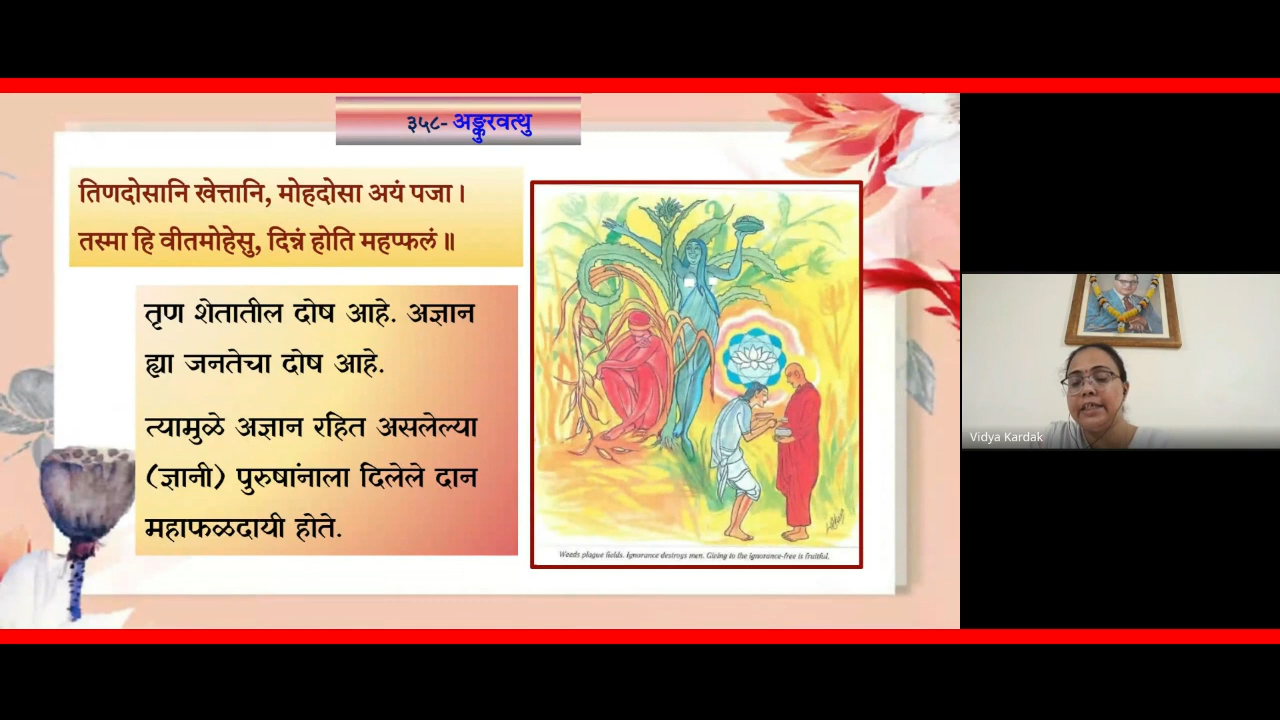 ३५८- अङ्कुरवत्थु
तिणदोसानि खेत्तानि, मोहदोसा अयं पजा।
तस्मा हि वीतमोहेसु, दिन्नं होति महप्फलं॥
तृण शेतातील दोष आहे. अज्ञान
ह्या जनतेचा दोष आहे.
त्यामुळे अज्ञान रहित असलेल्या
(ज्ञानी) पुरुषांनाला दिलेले दान
महाफळदायी होते.
Weeds plague fields. Ignorance destroys men. Giving to the ignorance-free is fruitful.
Vidya Kardak